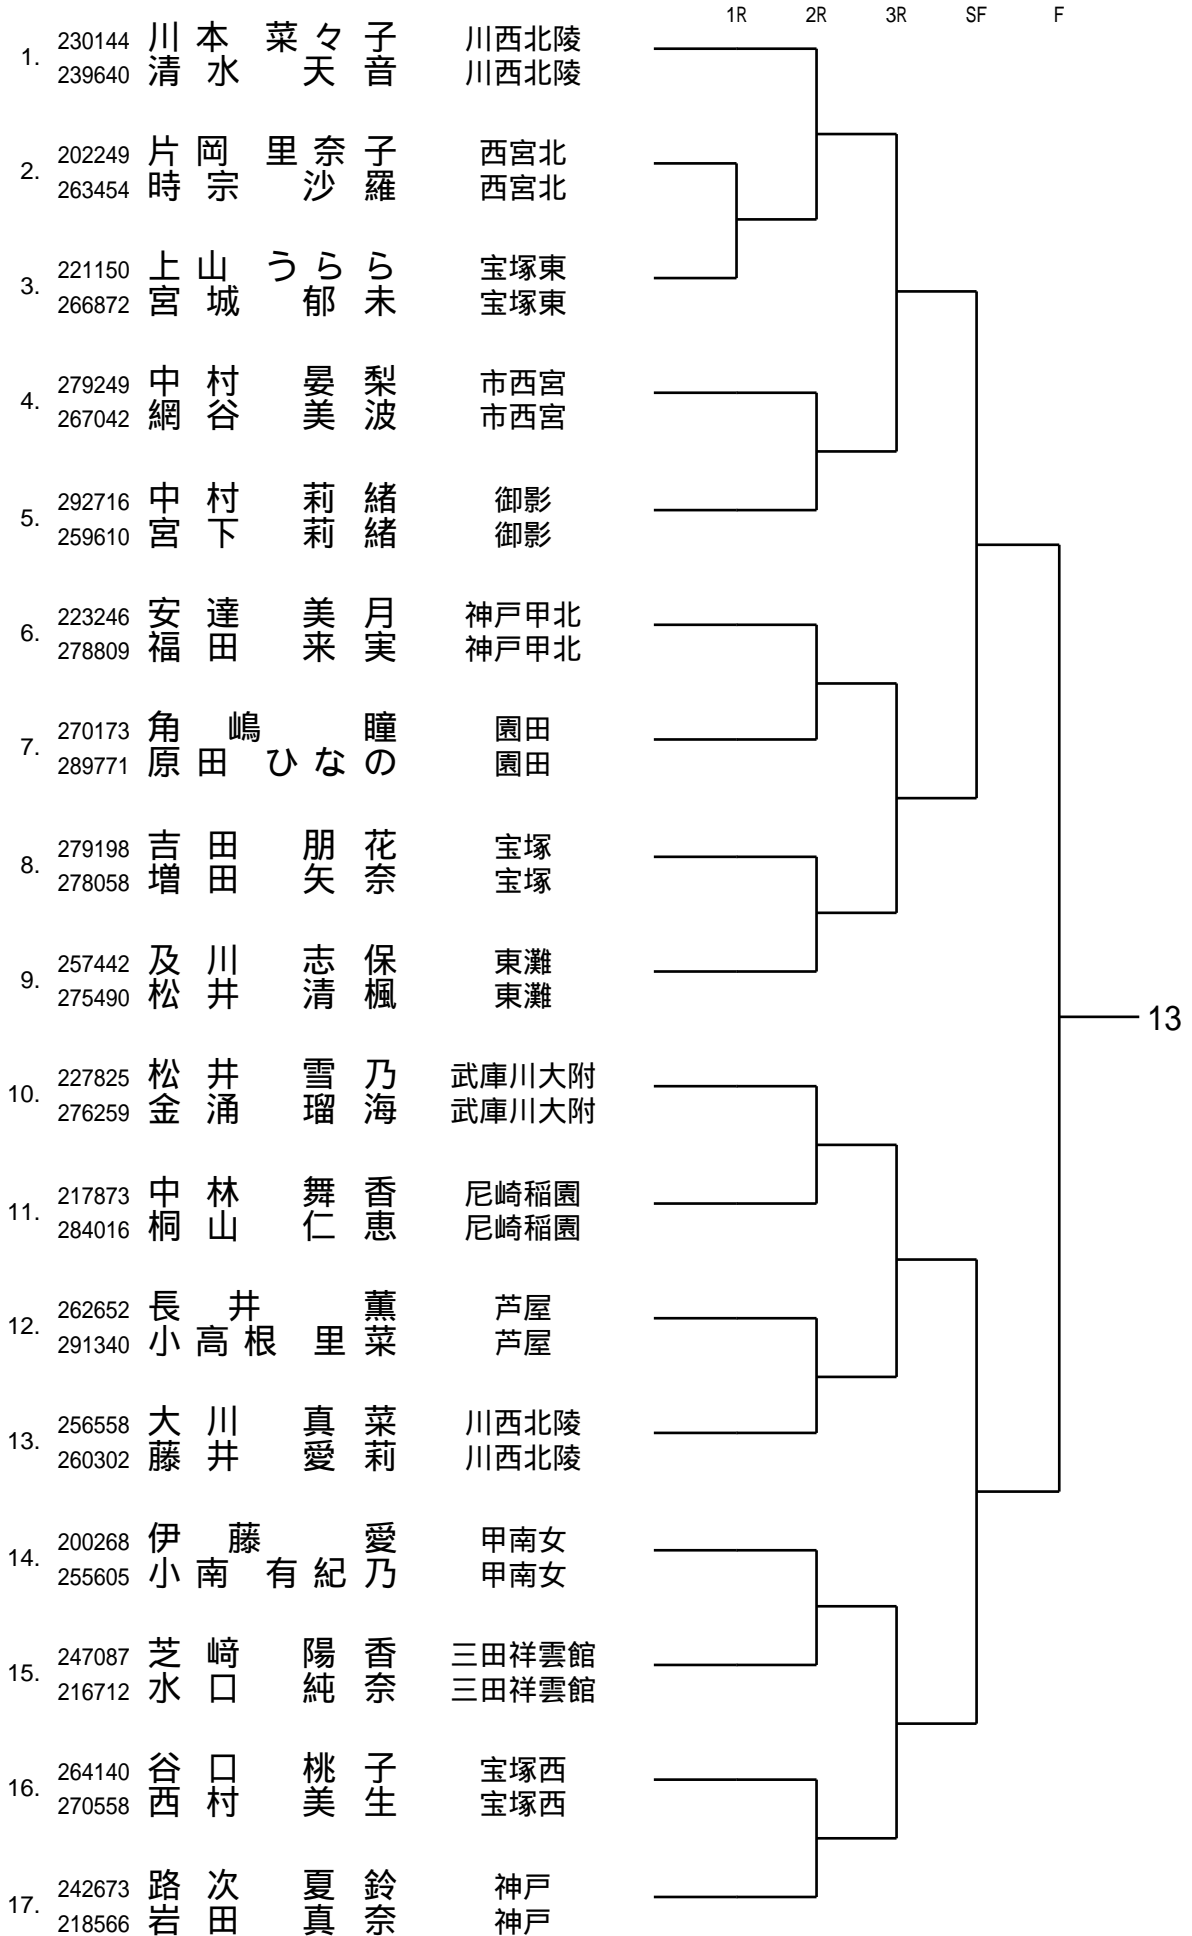 1R 2R 3R SF F
1. 230144 川本 菜々子 川西北陵
239640 清水 天音 川西北陵
2. 202249 片岡 里奈子 西宮北
263454 時宗 沙羅 西宮北
3. 221150 上山 うらら 宝塚東
266872 宮城 郁未 宝塚東
4. 279249 中村 晏梨 市西宮
267042 網谷 美波 市西宮
5. 292716 中村 莉緒 御影
259610 宮下 莉緒 御影
6. 223246 安達 美月 神戸甲北
278809 福田 来実 神戸甲北
7. 270173 角嶋 瞳 園田
289771 原田 ひなの 園田
8. 279198 吉田 朋花 宝塚
278058 増田 矢奈 宝塚
9. 257442 及川 志保 東灘
275490 松井 清楓 東灘
13
10. 227825 松井 雪乃 武庫川大附
276259 金涌 瑠海 武庫川大附
11. 217873 中林 舞香 尼崎稲園
284016 桐山 仁恵 尼崎稲園
12. 262652 長井 薫 芦屋
291340 小高根 里菜 芦屋
13. 256558 大川 真菜 川西北陵
260302 藤井 愛莉 川西北陵
14. 200268 伊藤 愛 甲南女
255605 小南 有紀乃 甲南女
15. 247087 芝﨑 陽香 三田祥雲館
216712 水口 純奈 三田祥雲館
16. 264140 谷口 桃子 宝塚西
270558 西村 美生 宝塚西
17. 242673 路次 夏鈴 神戸
218566 岩田 真奈 神戸